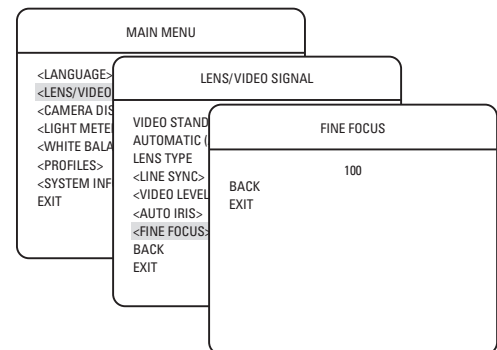 MAIN MENU
<LANGUAGE>
<LENS/VIDEO
<CAMERA DIS
<LIGHT METE
<WHITE BALA
<PROFILES>
<SYSTEM INF
EXIT
LENS/VIDEO SIGNAL
VIDEO STAND
AUTOMATIC (
LENS TYPE
<LINE SYNC>
<VIDEO LEVEL
<AUTO IRIS>
<FINE FOCUS>
BACK
EXIT
FINE FOCUS
100
BACK
EXIT